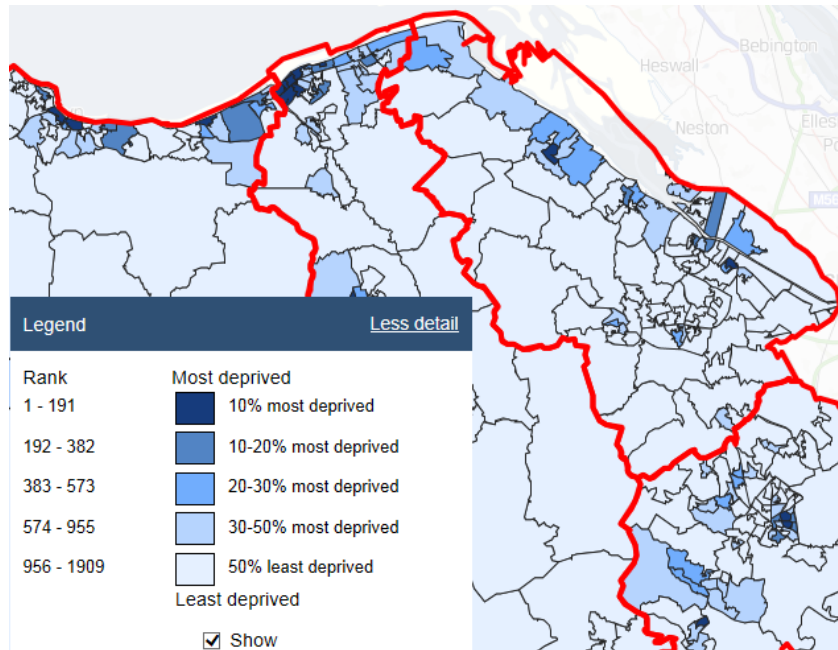 Bebington
Heswall
Neston
Elles
M56
Legend Less detail
Rank Most deprived
1 - 191 10% most deprived
192 - 382 10-20% most deprived
383 - 573 20-30% most deprived
574 - 955 30-50% most deprived
956 - 1909 50% least deprived
Least deprived
Show